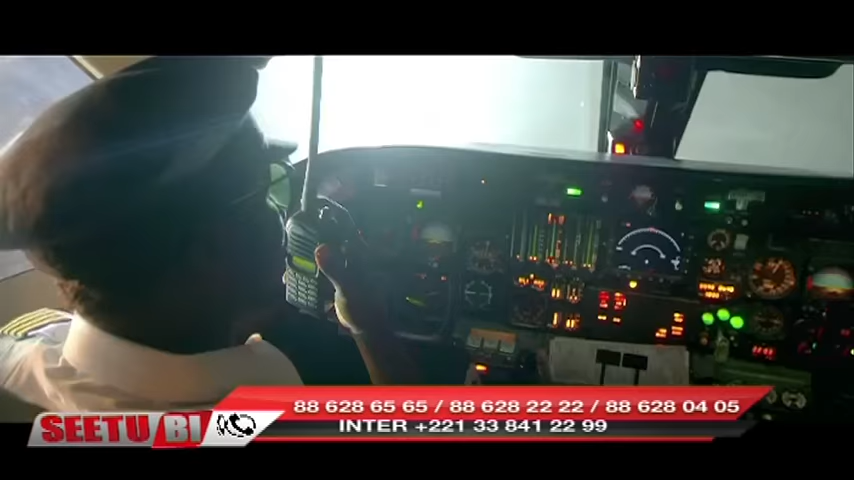 SEETU BI
88 628 65 65 / 88 628 22 22 / 88 628 04 05
INTER +221 33 841 22 99